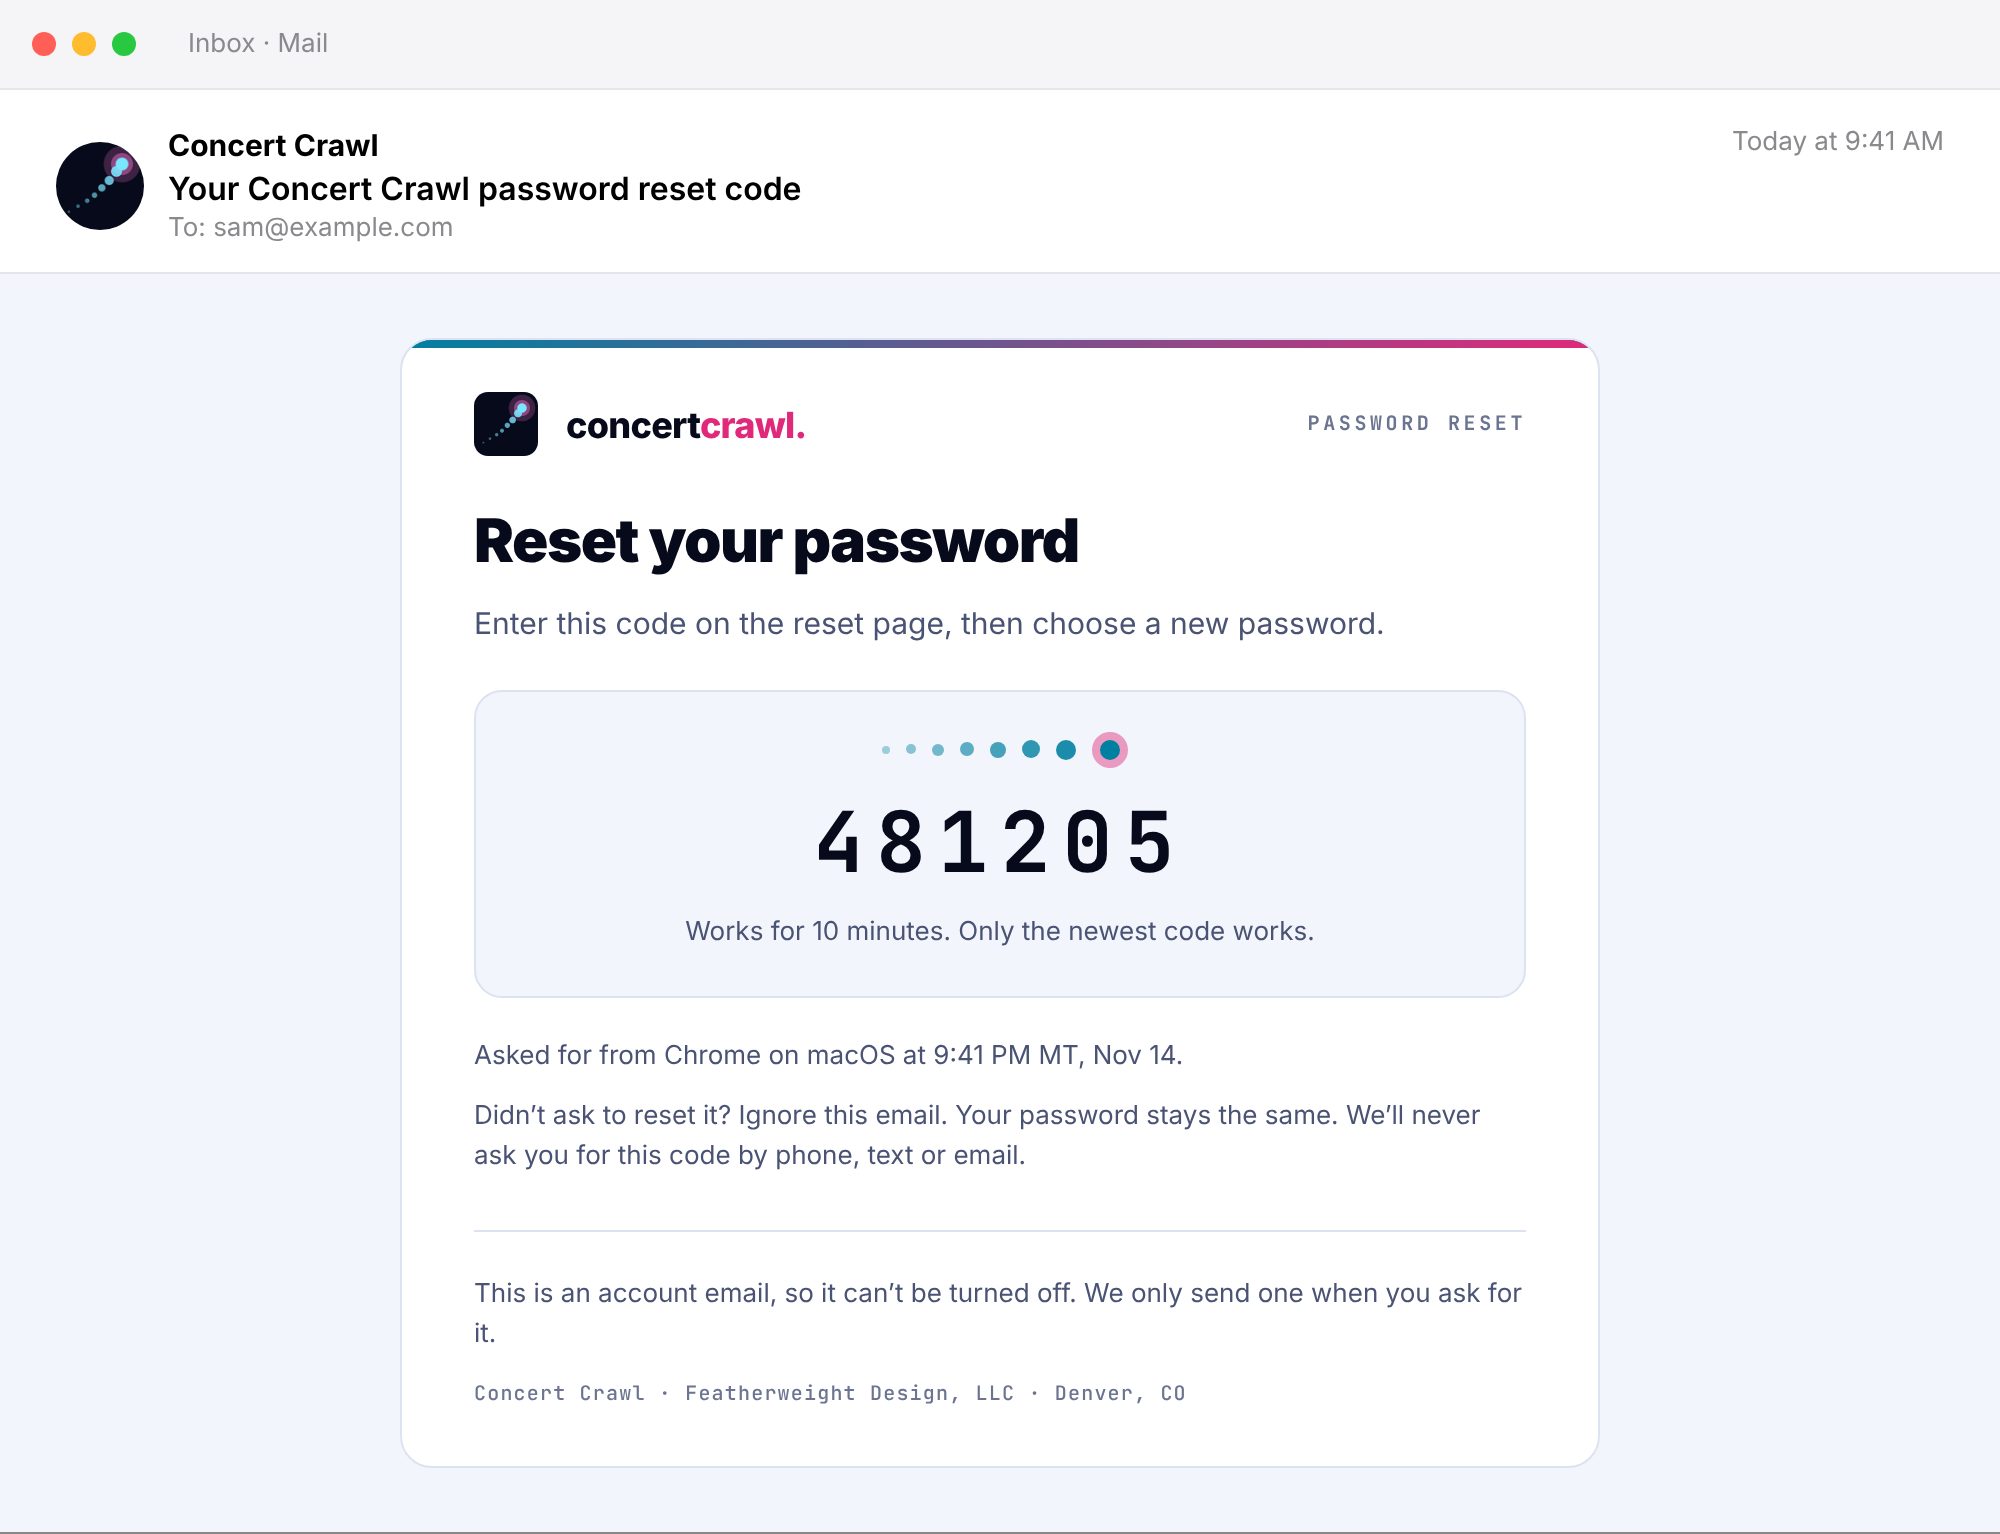 Inbox · Mail
Concert Crawl
Today at 9:41 AM
Your Concert Crawl password reset code
To: sam@example.com
concertcrawl.
PASSWORD RESET
Reset your password
Enter this code on the reset page, then choose a new password.
481205
Works for 10 minutes. Only the newest code works.
Asked for from Chrome on macOS at 9:41 PM MT, Nov 14.
Didn’t ask to reset it? Ignore this email. Your password stays the same. We’ll never
ask you for this code by phone, text or email.
This is an account email, so it can’t be turned off. We only send one when you ask for
it.
Concert Crawl · Featherweight Design, LLC · Denver, CO